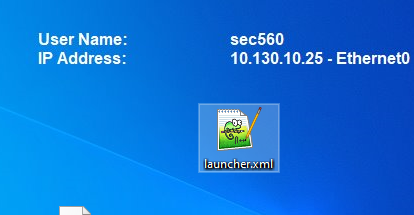 User Name: sec560
IP Address: 10.130.10.25 - Ethernet0
launcher.xml